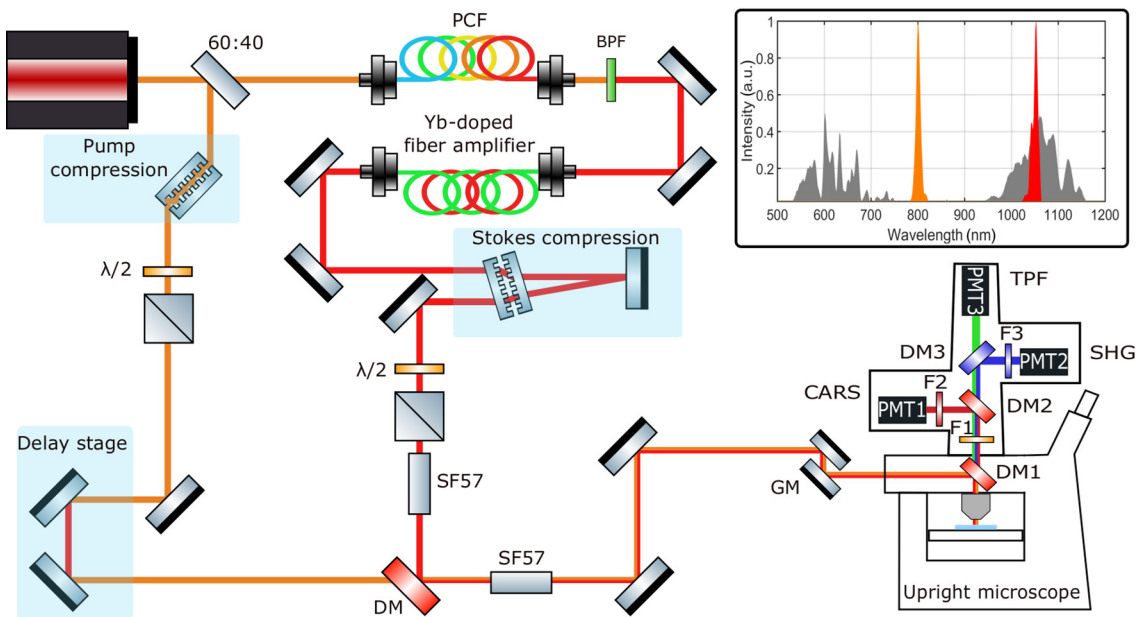 60:40
PCF
BPF
Pump
compression
Yb-doped
fiber amplifier
Stokes compression
λ/2
λ/2
Delay stage
SF57
SF57
DM
GM
Intensity (a.u.)
1
0.8
0.6
0.4
0.2
500 600 700 800 900 1000 1100 1200
Wavelength (nm)
PMT3
TPF
F3
DM3
PMT2
SHG
CARS
F2
PMT1
DM2
F1
DM1
Upright microscope